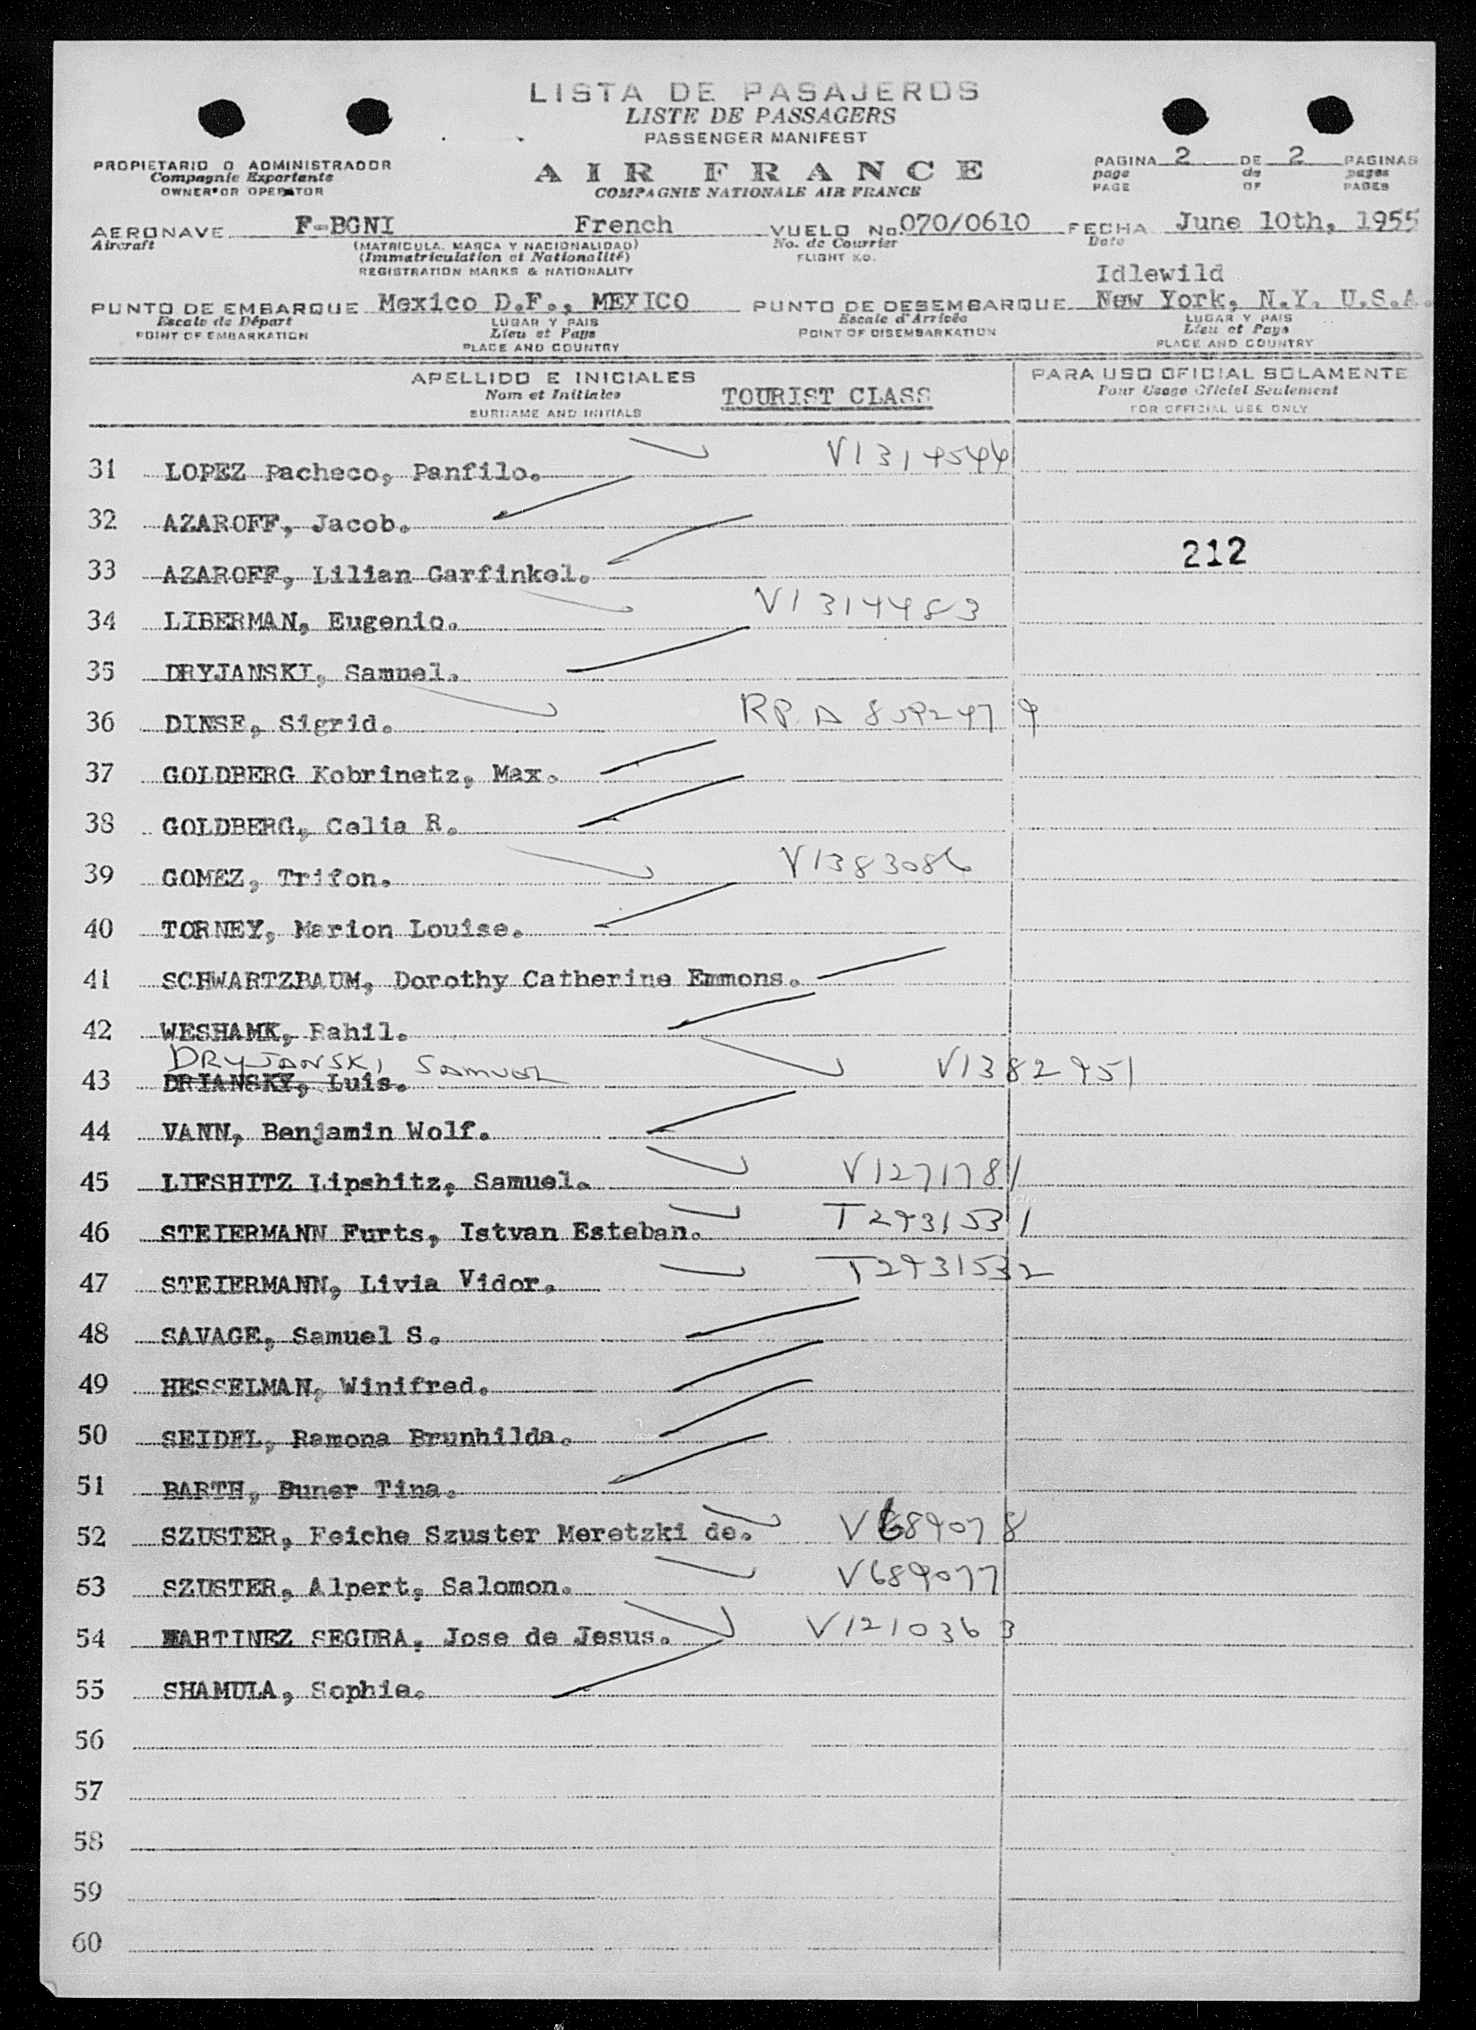 LISTA DE PASAJEROS
LISTE DE PASSAGERS
PASSENGER MANIFEST
PROPIETARIO O ADMINISTRADOR
Compagnie Exportante
OWNER OR OPERATOR
AIR FRANCE
COMPAGNIE NATIONALE AIR FRANCE
PAGINA 2 DE 2 PAGINAS
page de pages
PAGE OF PAGES
AERONAVE F-BGNI French VUELO No. 070/0610 FECHA June 10th, 1955
Aircraft (MATRICULA, MARCA Y NACIONALIDAD) No. de Courrier Date
(Immatriculation et Nationalité) FLIGHT NO.
REGISTRATION MARKS & NATIONALITY
Idlewild
PUNTO DE EMBARQUE Mexico D.F., MEXICO PUNTO DE DESEMBARQUE New York, N.Y. U.S.A.
Escale de Départ LUGAR Y PAIS Escale d'Arrivée LUGAR Y PAIS
POINT OF EMBARKATION Lieu et Pays POINT OF DISEMBARKATION Lieu et Pays
PLACE AND COUNTRY PLACE AND COUNTRY
APELLIDO E INICIALES PARA USO OFICIAL SOLAMENTE
Nom et Initiales TOURIST CLASS Pour Usage Officiel Seulement
SURNAME AND INITIALS FOR OFFICIAL USE ONLY
31 LOPEZ Pacheco, Panfilo. V1314544
32 AZAROFF, Jacob.
33 AZAROFF, Lilian Garfinkel. 212
34 LIBERMAN, Eugenio. V1314483
35 DRYJANSKI, Samuel.
36 DINSE, Sigrid.
37 GOLDBERG Kobrinetz, Max.
38 GOLDBERG, Celia R.
39 GOMEZ, Trifon. V1383086
40 TORNEY, Marion Louise.
41 SCHWARTZBAUM, Dorothy Catherine Emmons.
42 WESHAMK, Rahil.
DRYJANSKI SAMUEL V1382951
43 DRIANSKY, Luis.
44 VANN, Benjamin Wolf.
45 LIFSHITZ Lipshitz, Samuel. V1271781
46 STEIERMANN Furts, Istvan Esteban. T2931531
47 STEIERMANN, Livia Vidor. T2931532
48 SAVAGE, Samuel S.
49 HESSELMAN, Winifred.
50 SEIDEL, Ramona Brunhilda.
51 BARTH, Buner Tina.
52 SZUSTER, Feiche Szuster Meretzki de. V689078
53 SZUSTER, Alpert, Salomon. V689077
54 MARTINEZ SEGURA, Jose de Jesus. V1210363
55 SHAMULA, Sophie.
56
57
58
59
60